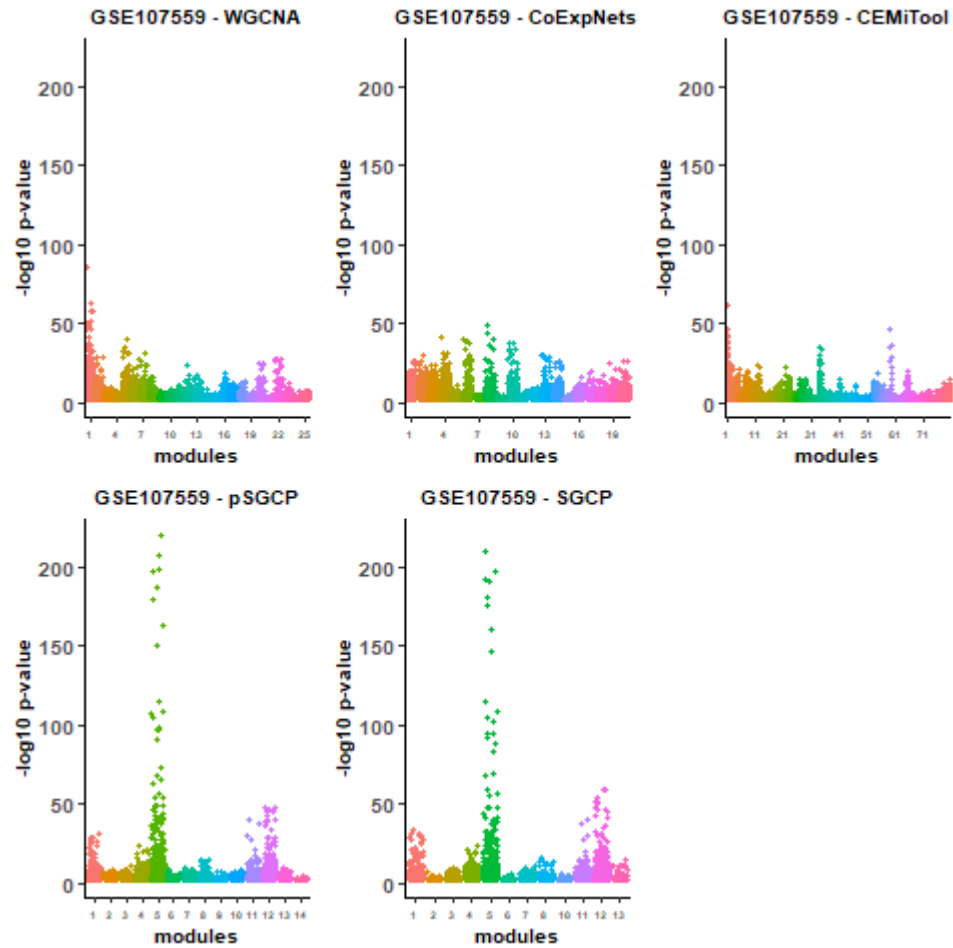 GSE107559 - WGCNA
GSE107559 - CoExpNets
GSE107559 - CEMiTool
-log10 p-value
200
150
100
50
0
1 4 7 10 13 16 19 22 25
modules
-log10 p-value
200
150
100
50
0
1 4 7 10 13 16 19
modules
-log10 p-value
200
150
100
50
0
1 11 21 31 41 51 61 71
modules
GSE107559 - pSGCP
GSE107559 - SGCP
-log10 p-value
200
150
100
50
0
1 2 3 4 5 6 7 8 9 10 11 12 13 14
modules
-log10 p-value
200
150
100
50
0
1 2 3 4 5 6 7 8 10 11 12 13
modules